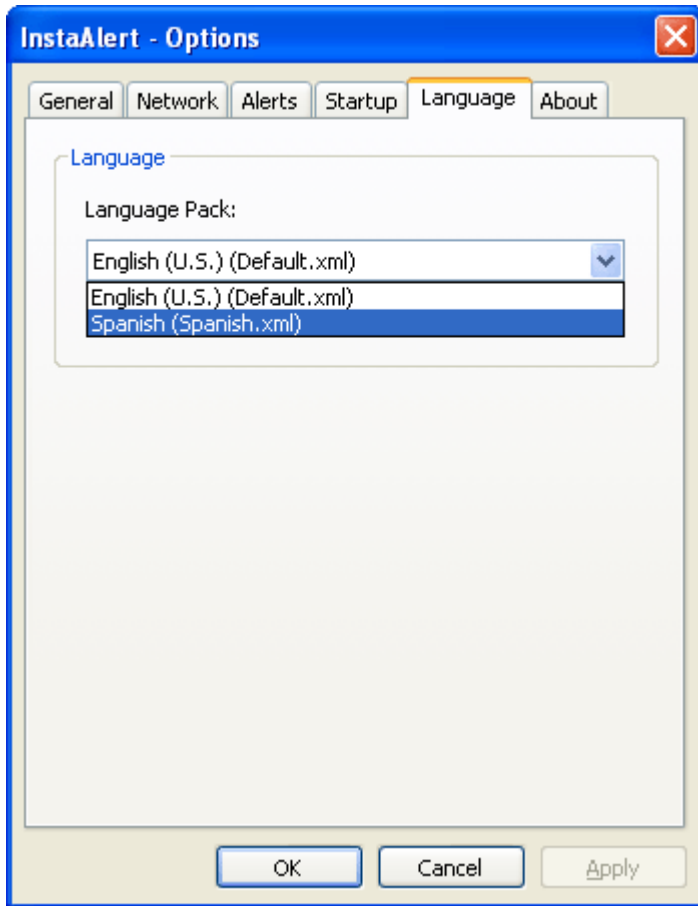 InstaAlert - Options
General Network Alerts Startup Language About
Language
Language Pack:
English (U.S.) (Default.xml)
English (U.S.) (Default.xml)
Spanish (Spanish.xml)
OK Cancel Apply